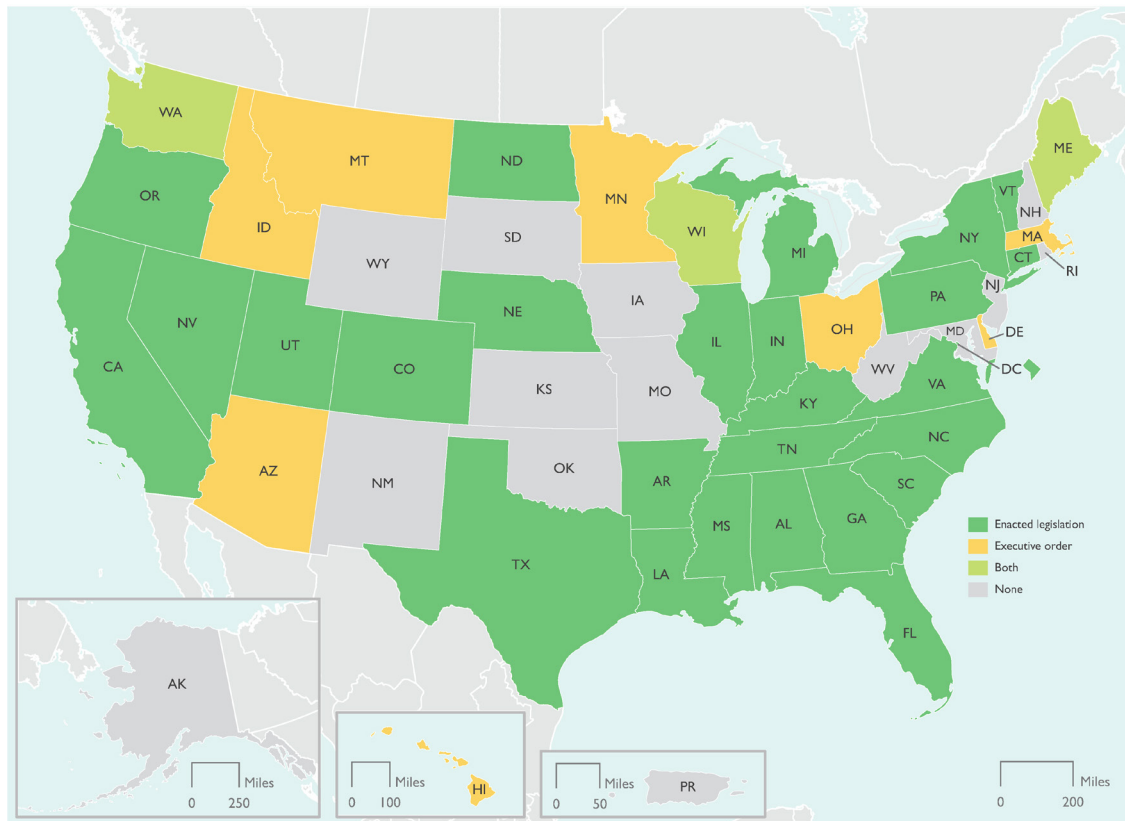 WA
ME
MT
ND
VT
MN
OR
NH
ID
WI
MA
NY
SD
MI
CT
WY
RI
NJ
PA
IA
NE
NV
OH
DE
MD
UT
IL
IN
CA
CO
WV
DC
VA
KS
MO
KY
NC
TN
AZ
OK
NM
AR
SC
MS
AL
GA
Enacted legislation
Executive order
TX
Both
LA
None
FL
AK
Miles
0 250
Miles
0 100
HI
Miles
0 50
PR
Miles
0 200